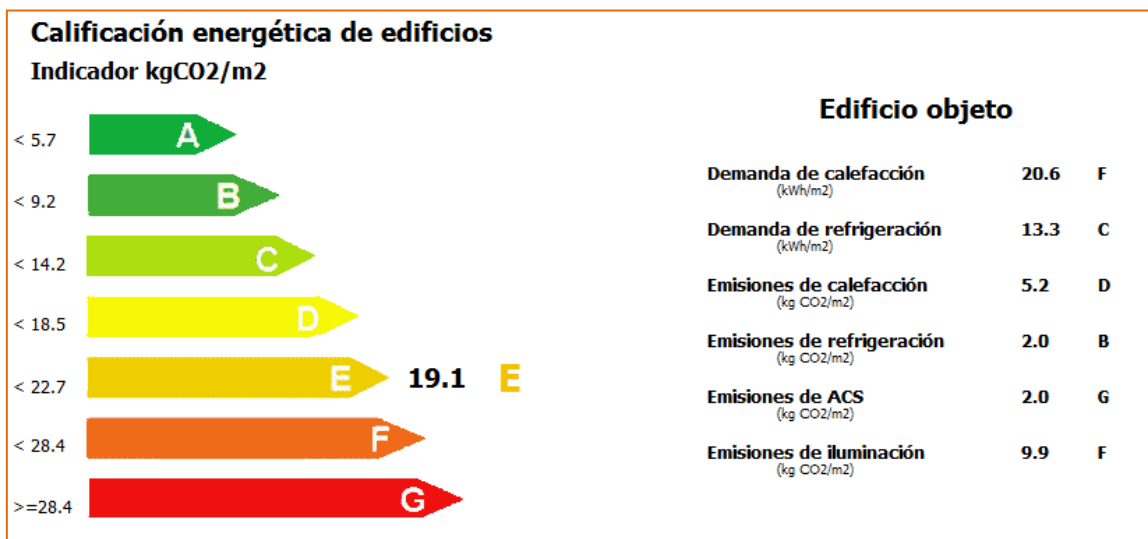 Calificación energética de edificios
Indicador kgCO2/m2
< 5.7 A
< 9.2 B
< 14.2 C
< 18.5 D
< 22.7 E 19.1 E
< 28.4 F
>=28.4 G
Edificio objeto
Demanda de calefacción 20.6 F
(kWh/m2)
Demanda de refrigeración 13.3 C
(kWh/m2)
Emisiones de calefacción 5.2 D
(kg CO2/m2)
Emisiones de refrigeración 2.0 B
(kg CO2/m2)
Emisiones de ACS 2.0 G
(kg CO2/m2)
Emisiones de iluminación 9.9 F
(kg CO2/m2)